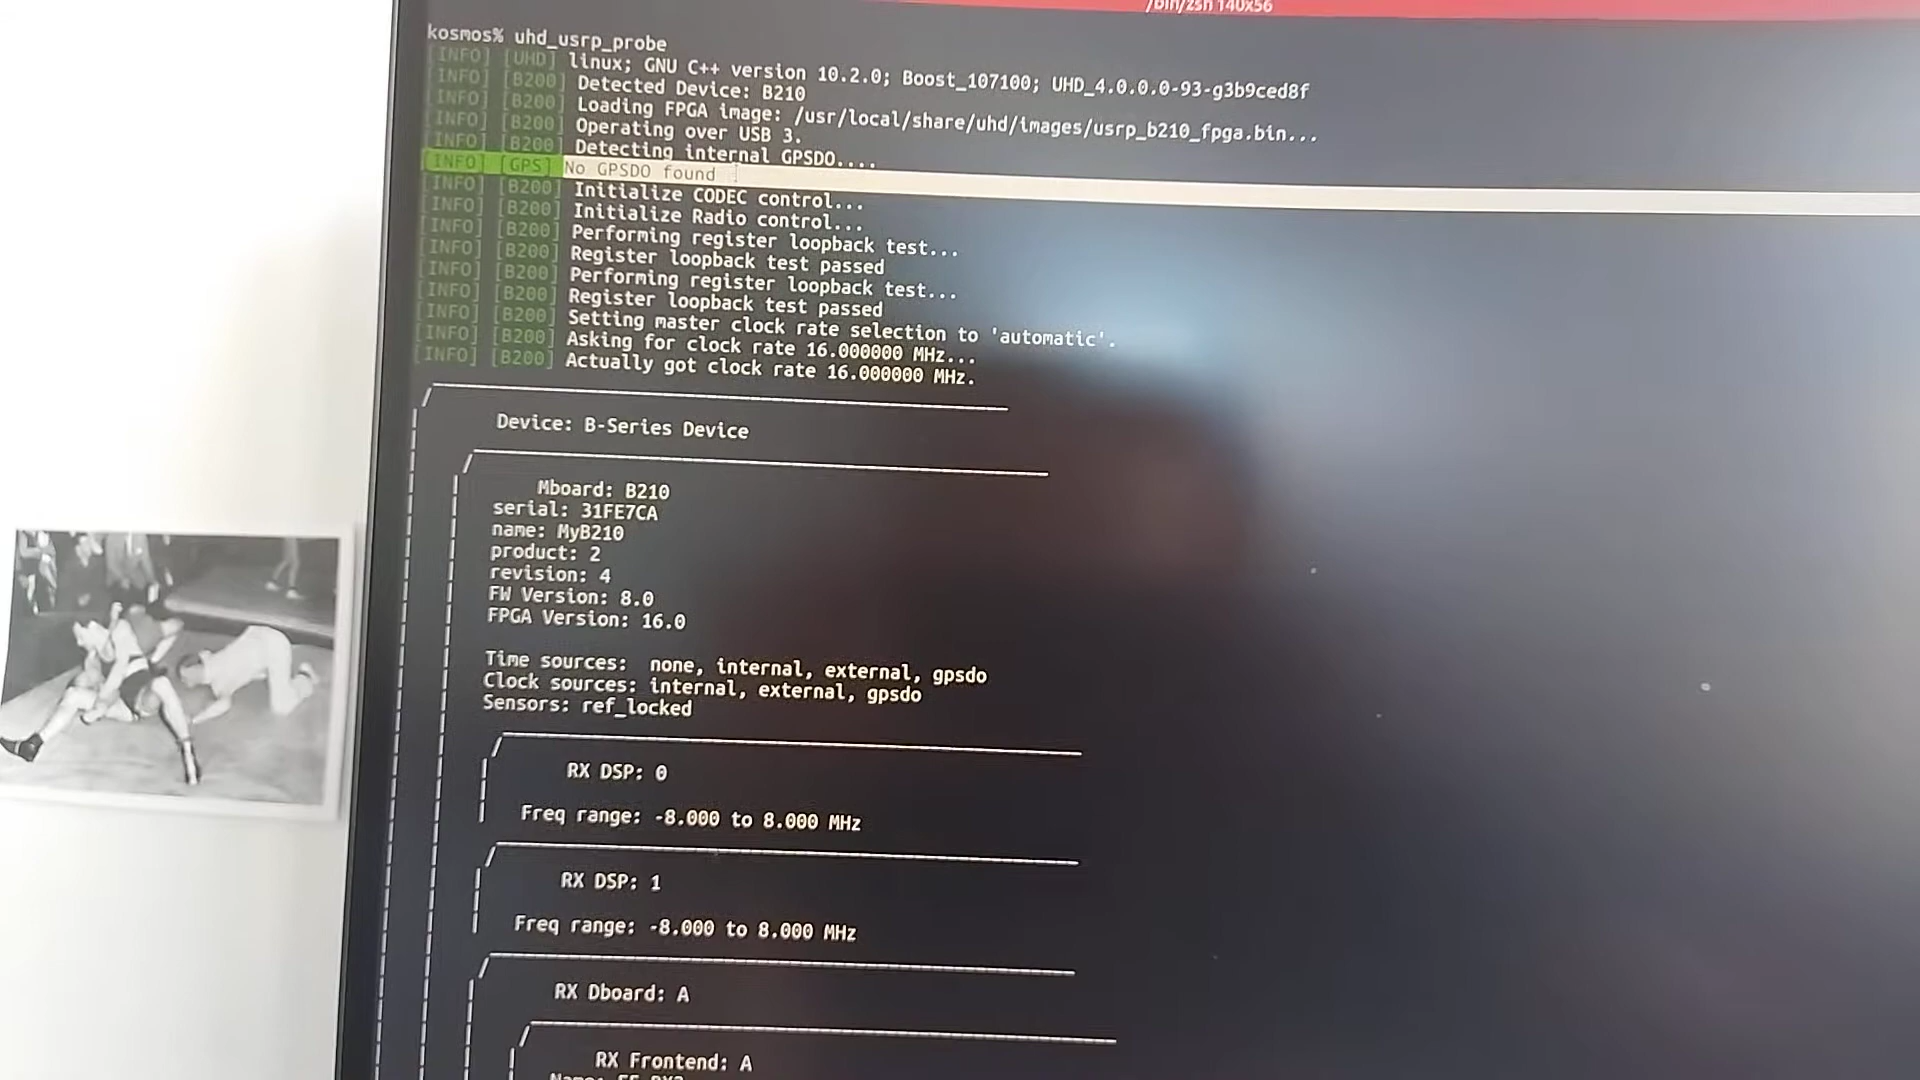 /bin/zsh 140x56
kosmos% uhd_usrp_probe
[INFO] [UHD] linux; GNU C++ version 10.2.0; Boost_107100; UHD_4.0.0.0-93-g3b9ced8f
[INFO] [B200] Detected Device: B210
[INFO] [B200] Loading FPGA image: /usr/local/share/uhd/images/usrp_b210_fpga.bin...
[INFO] [B200] Operating over USB 3.
[INFO] [B200] Detecting internal GPSDO....
[INFO] [GPS] No GPSDO found
[INFO] [B200] Initialize CODEC control...
[INFO] [B200] Initialize Radio control...
[INFO] [B200] Performing register loopback test...
[INFO] [B200] Register loopback test passed
[INFO] [B200] Performing register loopback test...
[INFO] [B200] Register loopback test passed
[INFO] [B200] Setting master clock rate selection to 'automatic'.
[INFO] [B200] Asking for clock rate 16.000000 MHz...
[INFO] [B200] Actually got clock rate 16.000000 MHz.
Device: B-Series Device
Mboard: B210
serial: 31FE7CA
name: MyB210
product: 2
revision: 4
FW Version: 8.0
FPGA Version: 16.0
Time sources:  none, internal, external, gpsdo
Clock sources: internal, external, gpsdo
Sensors: ref_locked
RX DSP: 0
Freq range: -8.000 to 8.000 MHz
RX DSP: 1
Freq range: -8.000 to 8.000 MHz
RX Dboard: A
RX Frontend: A